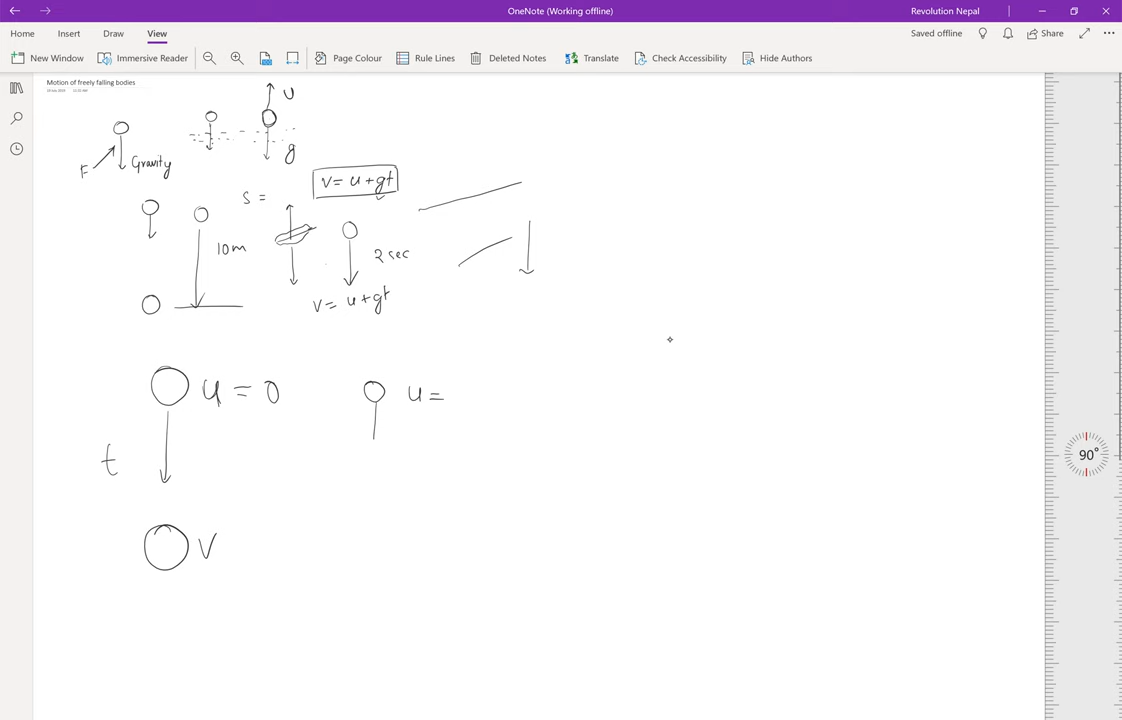 OneNote (Working offline)
Revolution Nepal
Home Insert Draw View
Saved offline
Share
New Window
Immersive Reader
Page Colour
Rule Lines
Deleted Notes
Translate
Check Accessibility
Hide Authors
Motion of freely falling bodies
U
g
F
Gravity
v = u + gt
S =
10m
2 sec
v = u + gt
u = 0
u =
t
v
90°